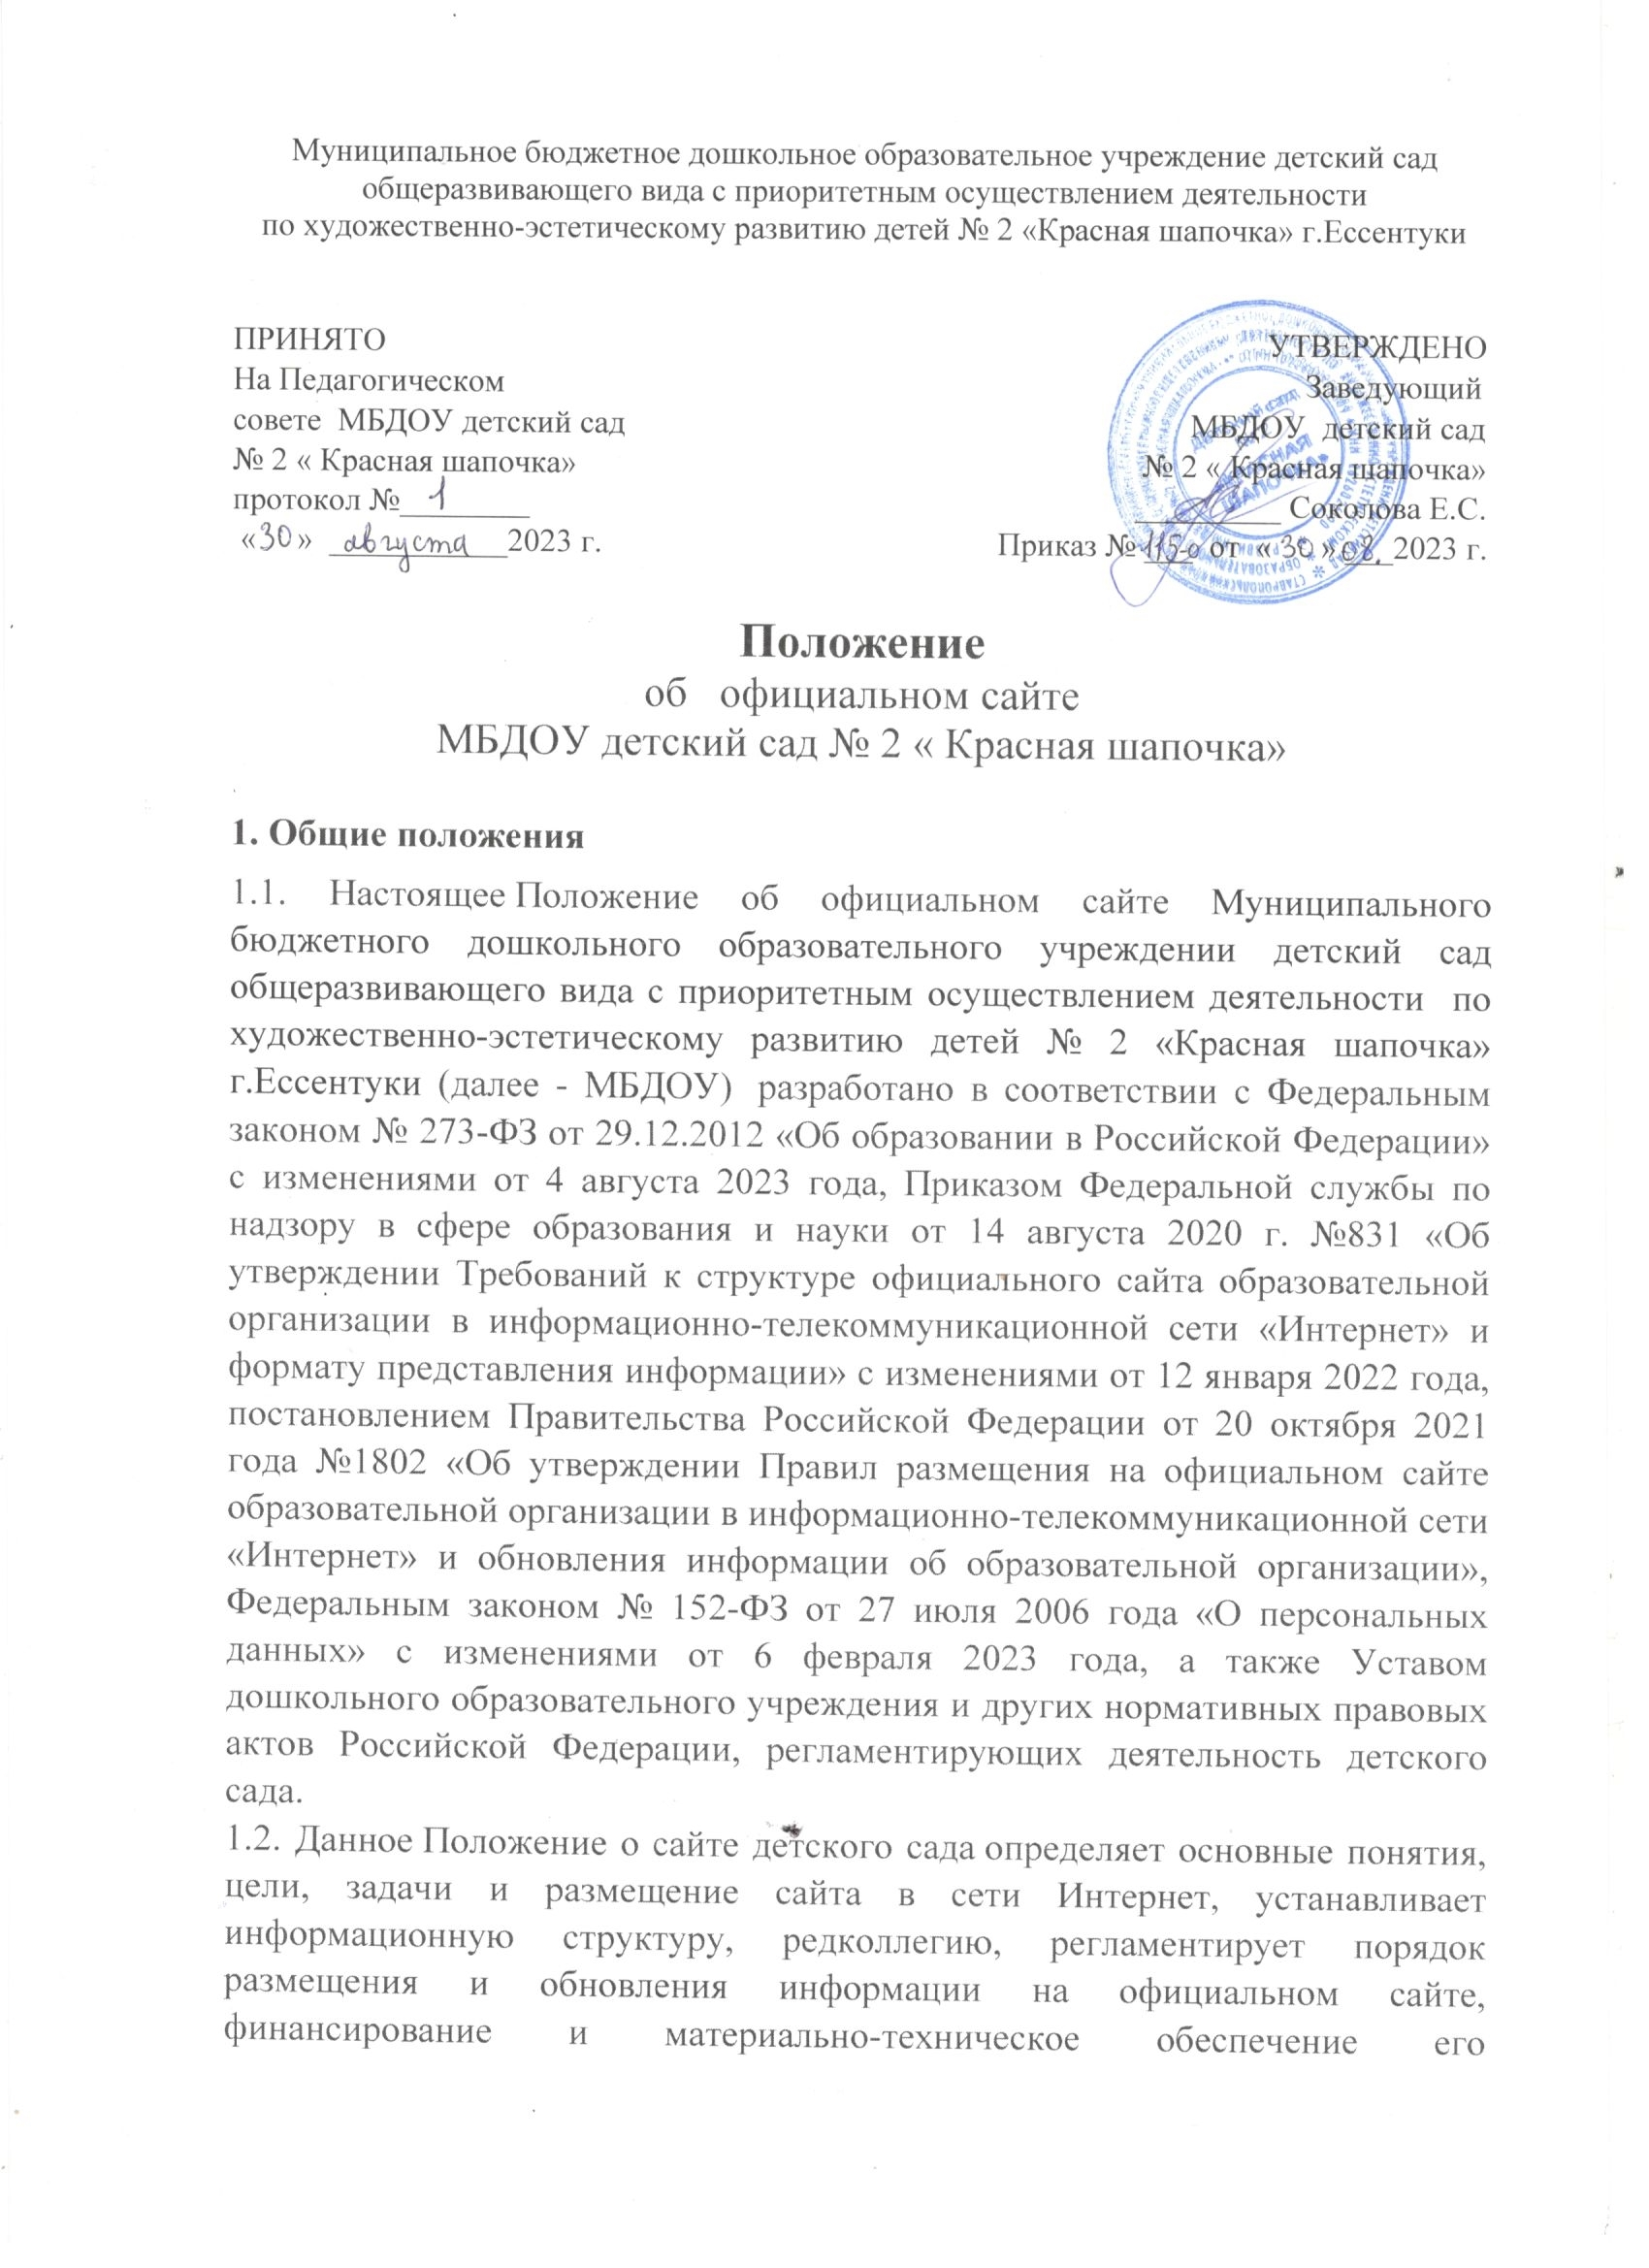 Муниципальное бюджетное дошкольное образовательное учреждение детский сад
общеразвивающего вида с приоритетным осуществлением деятельности
по художественно-эстетическому развитию детей № 2 «Красная шапочка» г.Ессентуки
ПРИНЯТО
На Педагогическом
совете МБДОУ детский сад
№ 2 « Красная шапочка»
протокол № 1
«30» августа 2023 г.
УТВЕРЖДЕНО
Заведующий
МБДОУ детский сад
№ 2 « Красная шапочка»
Соколова Е.С.
Приказ № 115-о от «30» 08. 2023 г.
Положение
об официальном сайте
МБДОУ детский сад № 2 « Красная шапочка»
1. Общие положения
1.1. Настоящее Положение об официальном сайте Муниципального
бюджетного дошкольного образовательного учреждении детский сад
общеразвивающего вида с приоритетным осуществлением деятельности по
художественно-эстетическому развитию детей № 2 «Красная шапочка»
г.Ессентуки (далее - МБДОУ) разработано в соответствии с Федеральным
законом № 273-ФЗ от 29.12.2012 «Об образовании в Российской Федерации»
с изменениями от 4 августа 2023 года, Приказом Федеральной службы по
надзору в сфере образования и науки от 14 августа 2020 г. №831 «Об
утверждении Требований к структуре официального сайта образовательной
организации в информационно-телекоммуникационной сети «Интернет» и
формату представления информации» с изменениями от 12 января 2022 года,
постановлением Правительства Российской Федерации от 20 октября 2021
года №1802 «Об утверждении Правил размещения на официальном сайте
образовательной организации в информационно-телекоммуникационной сети
«Интернет» и обновления информации об образовательной организации»,
Федеральным законом № 152-ФЗ от 27 июля 2006 года «О персональных
данных» с изменениями от 6 февраля 2023 года, а также Уставом
дошкольного образовательного учреждения и других нормативных правовых
актов Российской Федерации, регламентирующих деятельность детского
сада.
1.2. Данное Положение о сайте детского сада определяет основные понятия,
цели, задачи и размещение сайта в сети Интернет, устанавливает
информационную структуру, редколлегию, регламентирует порядок
размещения и обновления информации на официальном сайте,
финансирование и материально-техническое обеспечение его